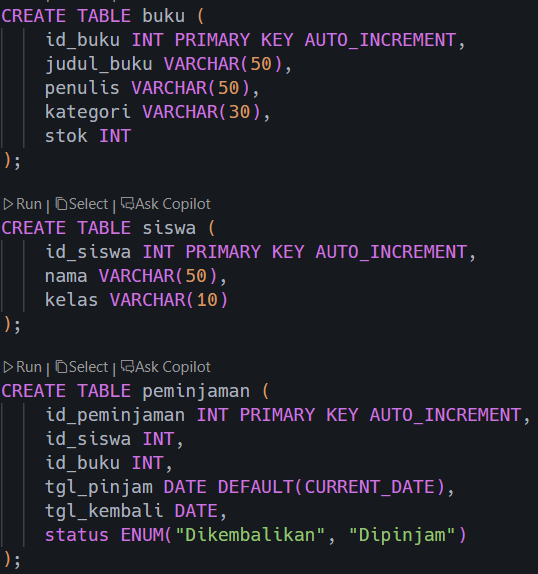 CREATE TABLE buku (
    id_buku INT PRIMARY KEY AUTO_INCREMENT,
    judul_buku VARCHAR(50),
    penulis VARCHAR(50),
    kategori VARCHAR(30),
    stok INT
);
Run | Select | Ask Copilot
CREATE TABLE siswa (
    id_siswa INT PRIMARY KEY AUTO_INCREMENT,
    nama VARCHAR(50),
    kelas VARCHAR(10)
);
Run | Select | Ask Copilot
CREATE TABLE peminjaman (
    id_peminjaman INT PRIMARY KEY AUTO_INCREMENT,
    id_siswa INT,
    id_buku INT,
    tgl_pinjam DATE DEFAULT(CURRENT_DATE),
    tgl_kembali DATE,
    status ENUM("Dikembalikan", "Dipinjam")
);